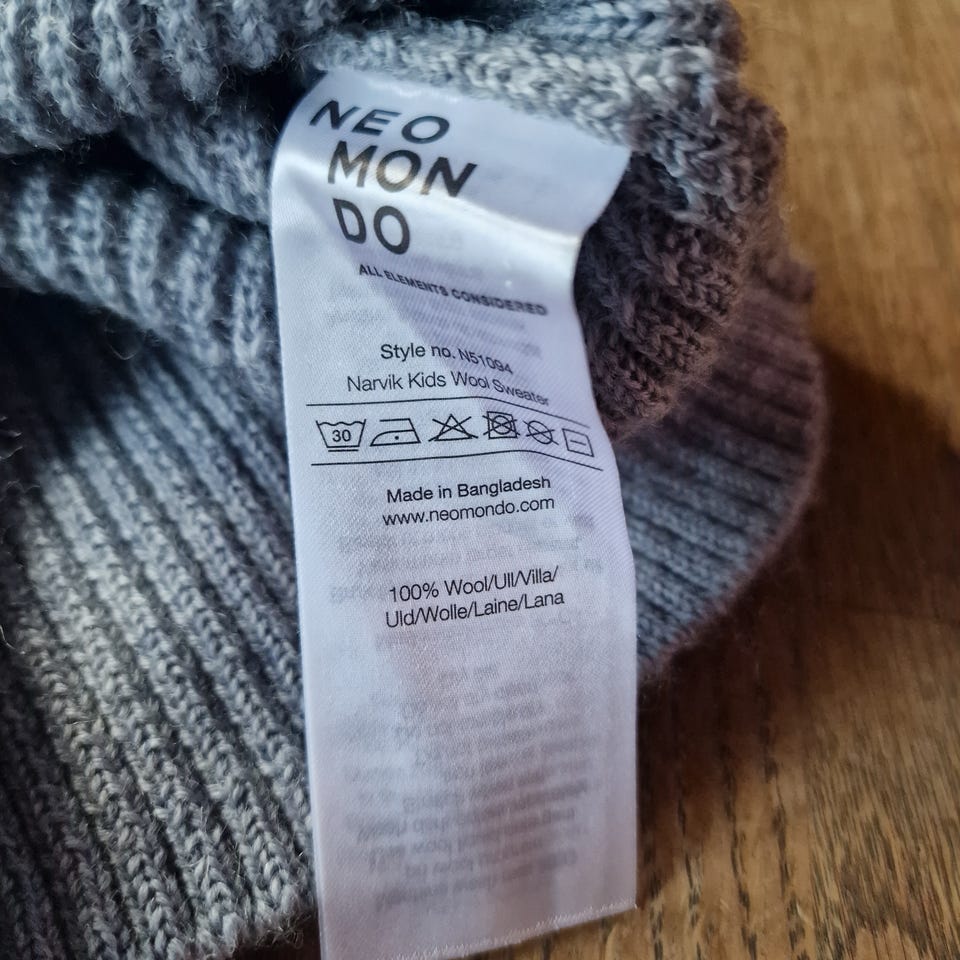 NEO
MON
DO
ALL ELEMENTS CONSIDERED
Style no. N51094
Narvik Kids Wool Sweater
30
Made in Bangladesh
www.neomondo.com
100% Wool/Ull/Villa/
Uld/Wolle/Laine/Lana